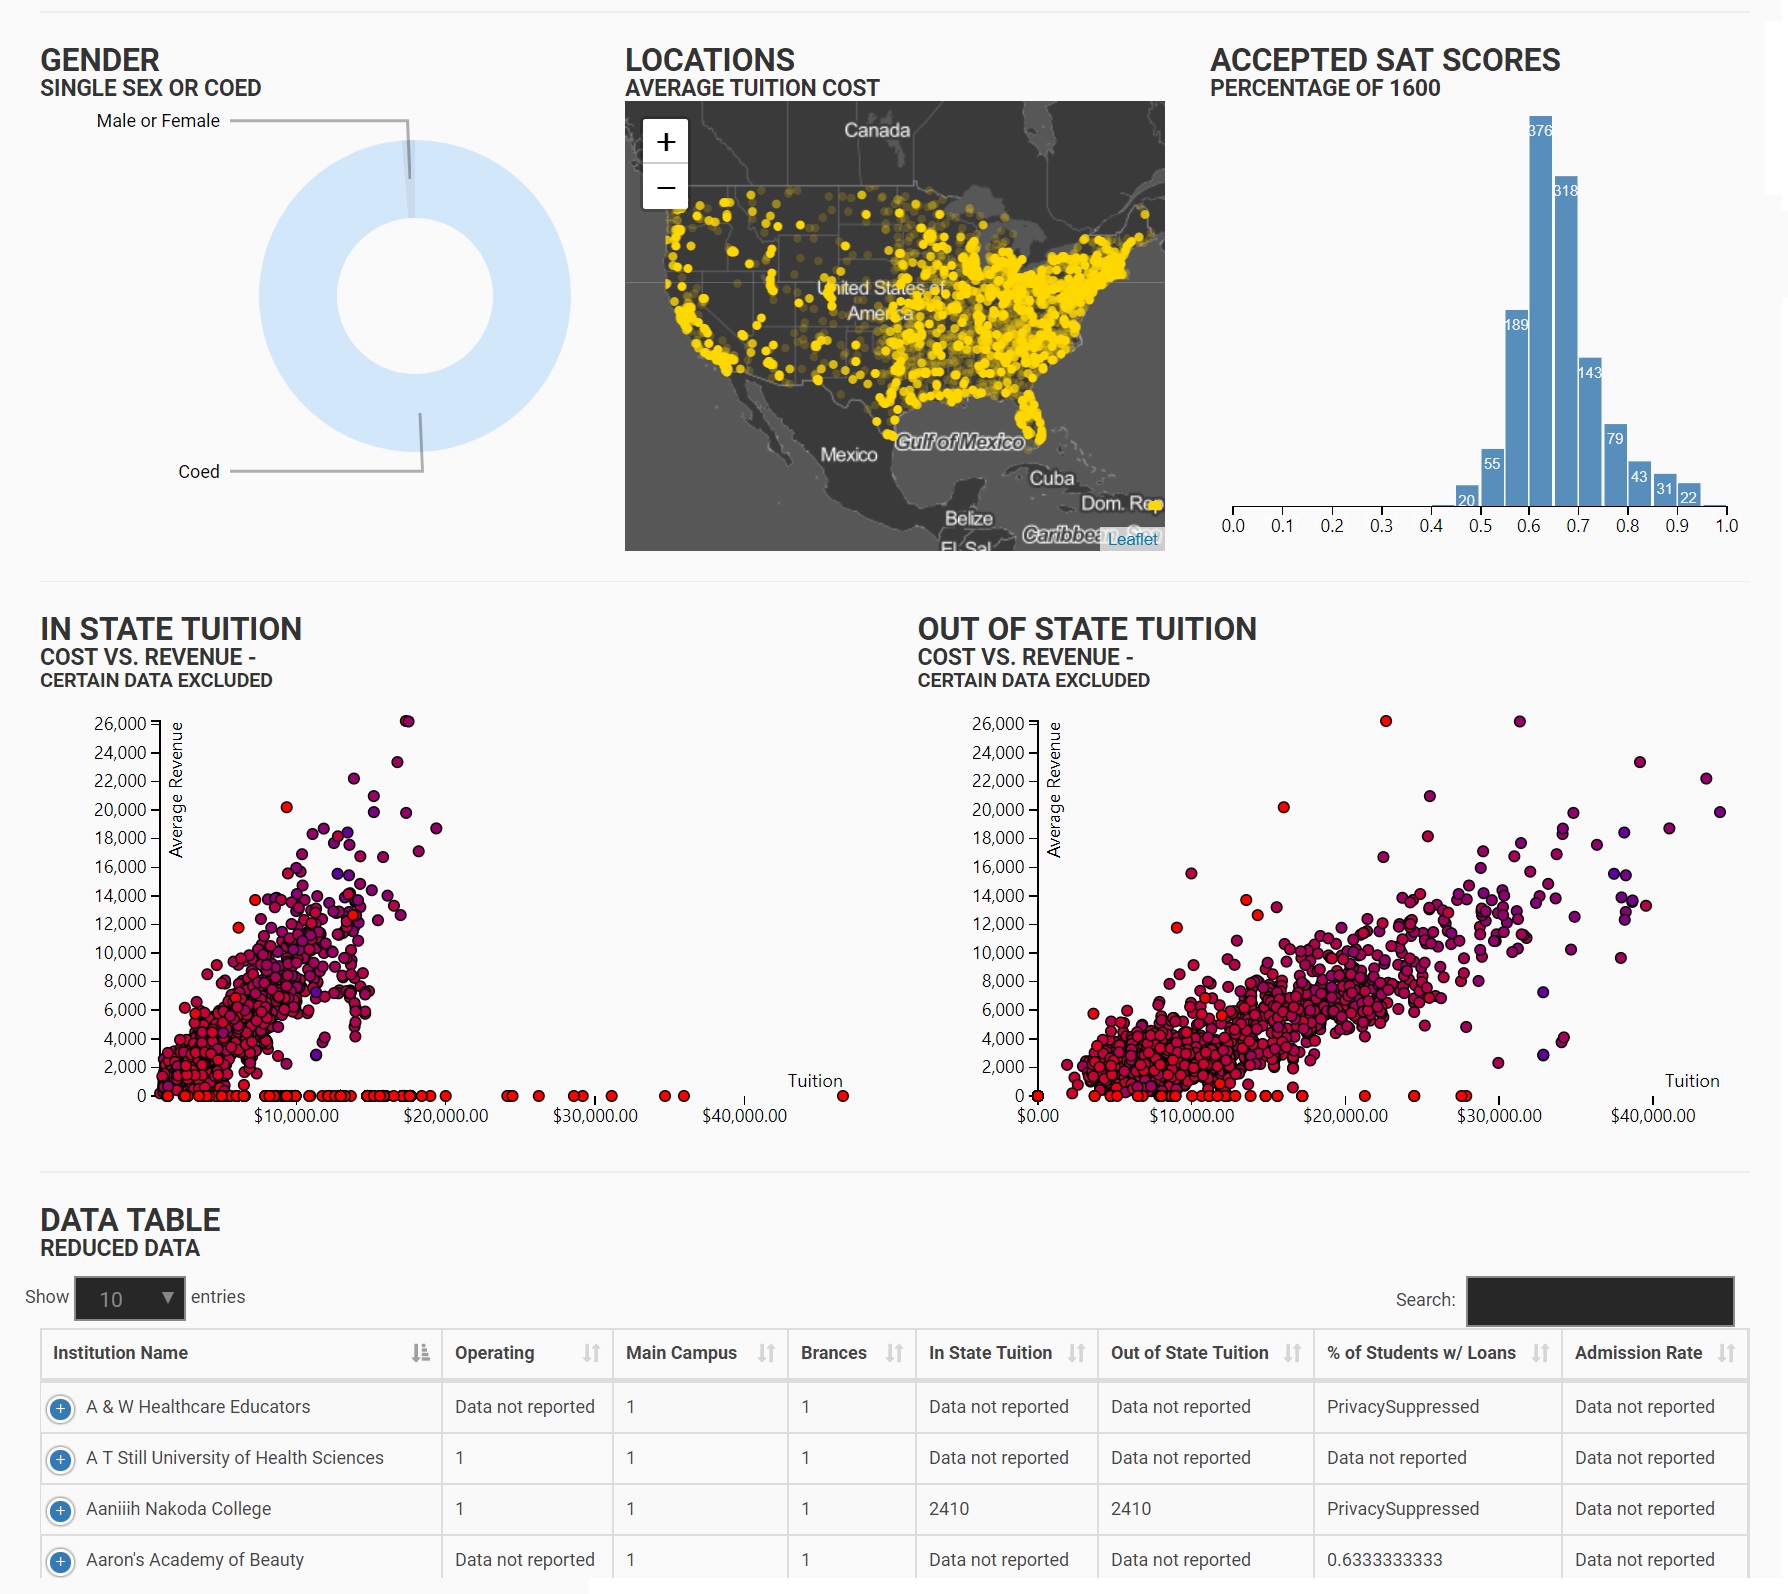 GENDER
SINGLE SEX OR COED
Male or Female
Coed
LOCATIONS
AVERAGE TUITION COST
+
−
Canada
United States of
America
Gulf of Mexico
Mexico
Cuba
Dom. Rep
Belize
Caribbean
El Sal
Leaflet
ACCEPTED SAT SCORES
PERCENTAGE OF 1600
376
318
189
143
79
55
43
31
22
20
0.0 0.1 0.2 0.3 0.4 0.5 0.6 0.7 0.8 0.9 1.0
IN STATE TUITION
COST VS. REVENUE -
CERTAIN DATA EXCLUDED
26,000
24,000
22,000
20,000
18,000
16,000
14,000
12,000
10,000
8,000
6,000
4,000
2,000
0
Average Revenue
Tuition
$10,000.00 $20,000.00 $30,000.00 $40,000.00
OUT OF STATE TUITION
COST VS. REVENUE -
CERTAIN DATA EXCLUDED
26,000
24,000
22,000
20,000
18,000
16,000
14,000
12,000
10,000
8,000
6,000
4,000
2,000
0
Average Revenue
Tuition
$0.00 $10,000.00 $20,000.00 $30,000.00 $40,000.00
DATA TABLE
REDUCED DATA
Show 10 entries
Search:
Institution Name Operating Main Campus Brances In State Tuition Out of State Tuition % of Students w/ Loans Admission Rate
A & W Healthcare Educators Data not reported 1 1 Data not reported Data not reported PrivacySuppressed Data not reported
A T Still University of Health Sciences 1 1 1 Data not reported Data not reported Data not reported Data not reported
Aaniiih Nakoda College 1 1 1 2410 2410 PrivacySuppressed Data not reported
Aaron's Academy of Beauty Data not reported 1 1 Data not reported Data not reported 0.6333333333 Data not reported